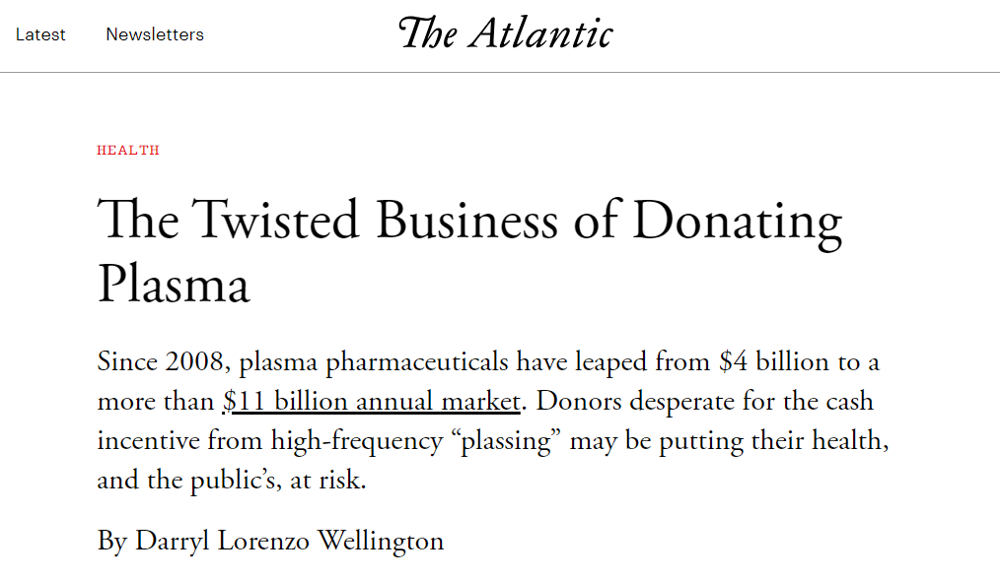 Latest Newsletters The Atlantic
HEALTH
The Twisted Business of Donating
Plasma
Since 2008, plasma pharmaceuticals have leaped from $4 billion to a
more than $11 billion annual market. Donors desperate for the cash
incentive from high-frequency “plassing” may be putting their health,
and the public’s, at risk.
By Darryl Lorenzo Wellington